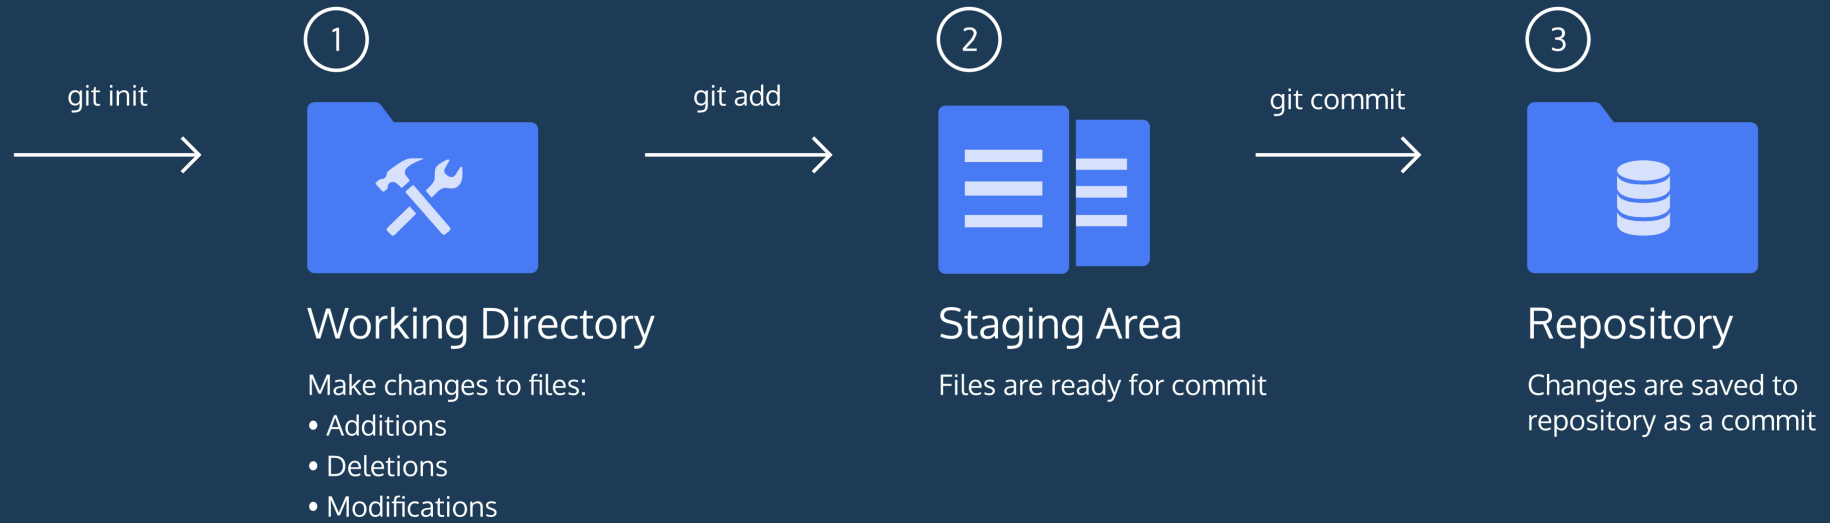 git init
1
Working Directory
Make changes to files:
• Additions
• Deletions
• Modifications
git add
2
Staging Area
Files are ready for commit
git commit
3
Repository
Changes are saved to
repository as a commit